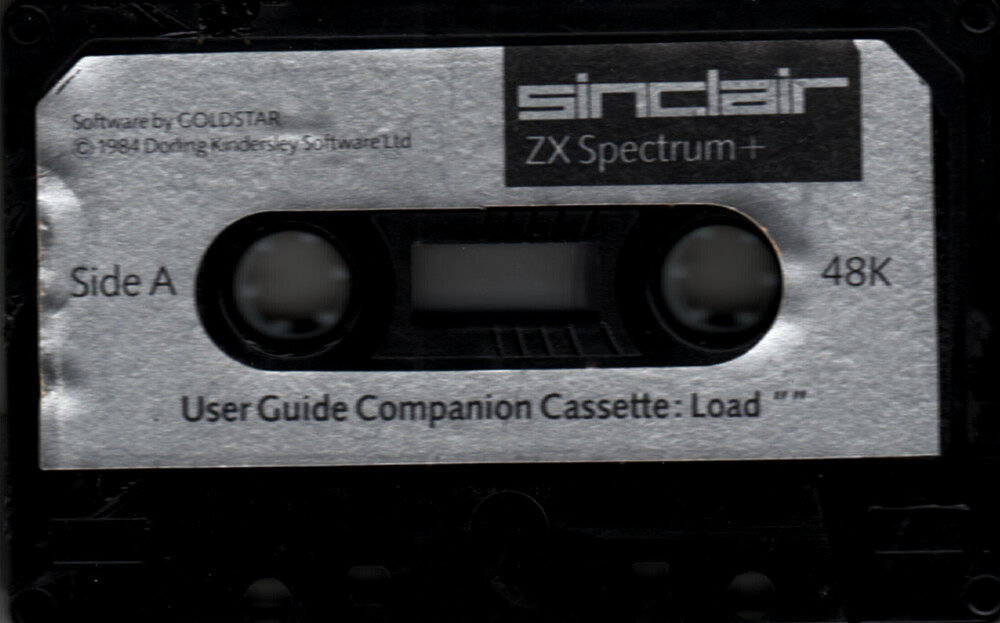 Software by GOLDSTAR
© 1984 Dorling Kindersley Software Ltd
sinclair
ZX Spectrum+
Side A
48K
User Guide Companion Cassette: Load " "